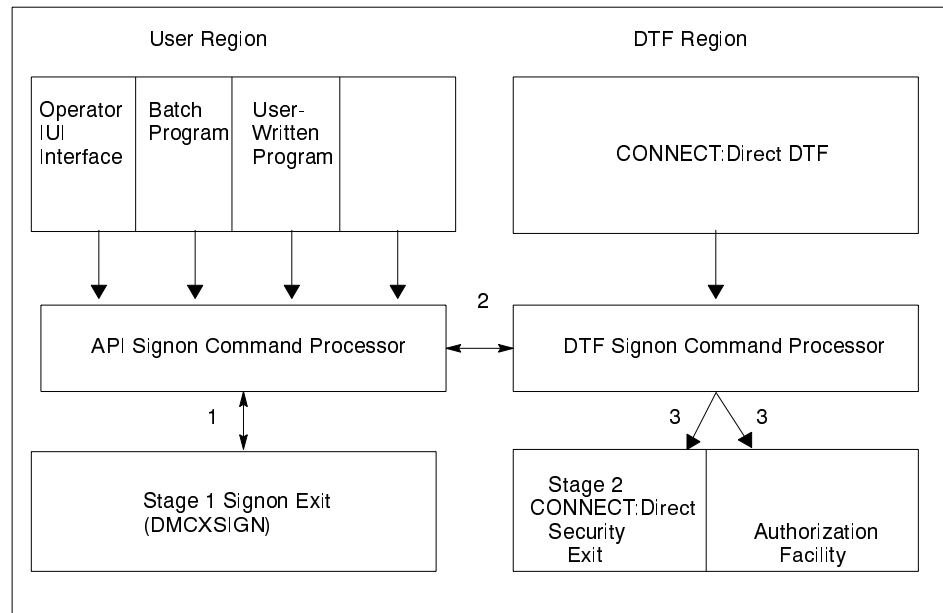 User Region
DTF Region
Operator
IUI
Interface
Batch
Program
User-
Written
Program
CONNECT:Direct DTF
2
API Signon Command Processor
DTF Signon Command Processor
1
3
3
Stage 1 Signon Exit
(DMCXSIGN)
Stage 2
CONNECT:Direct
Security
Exit
Authorization
Facility